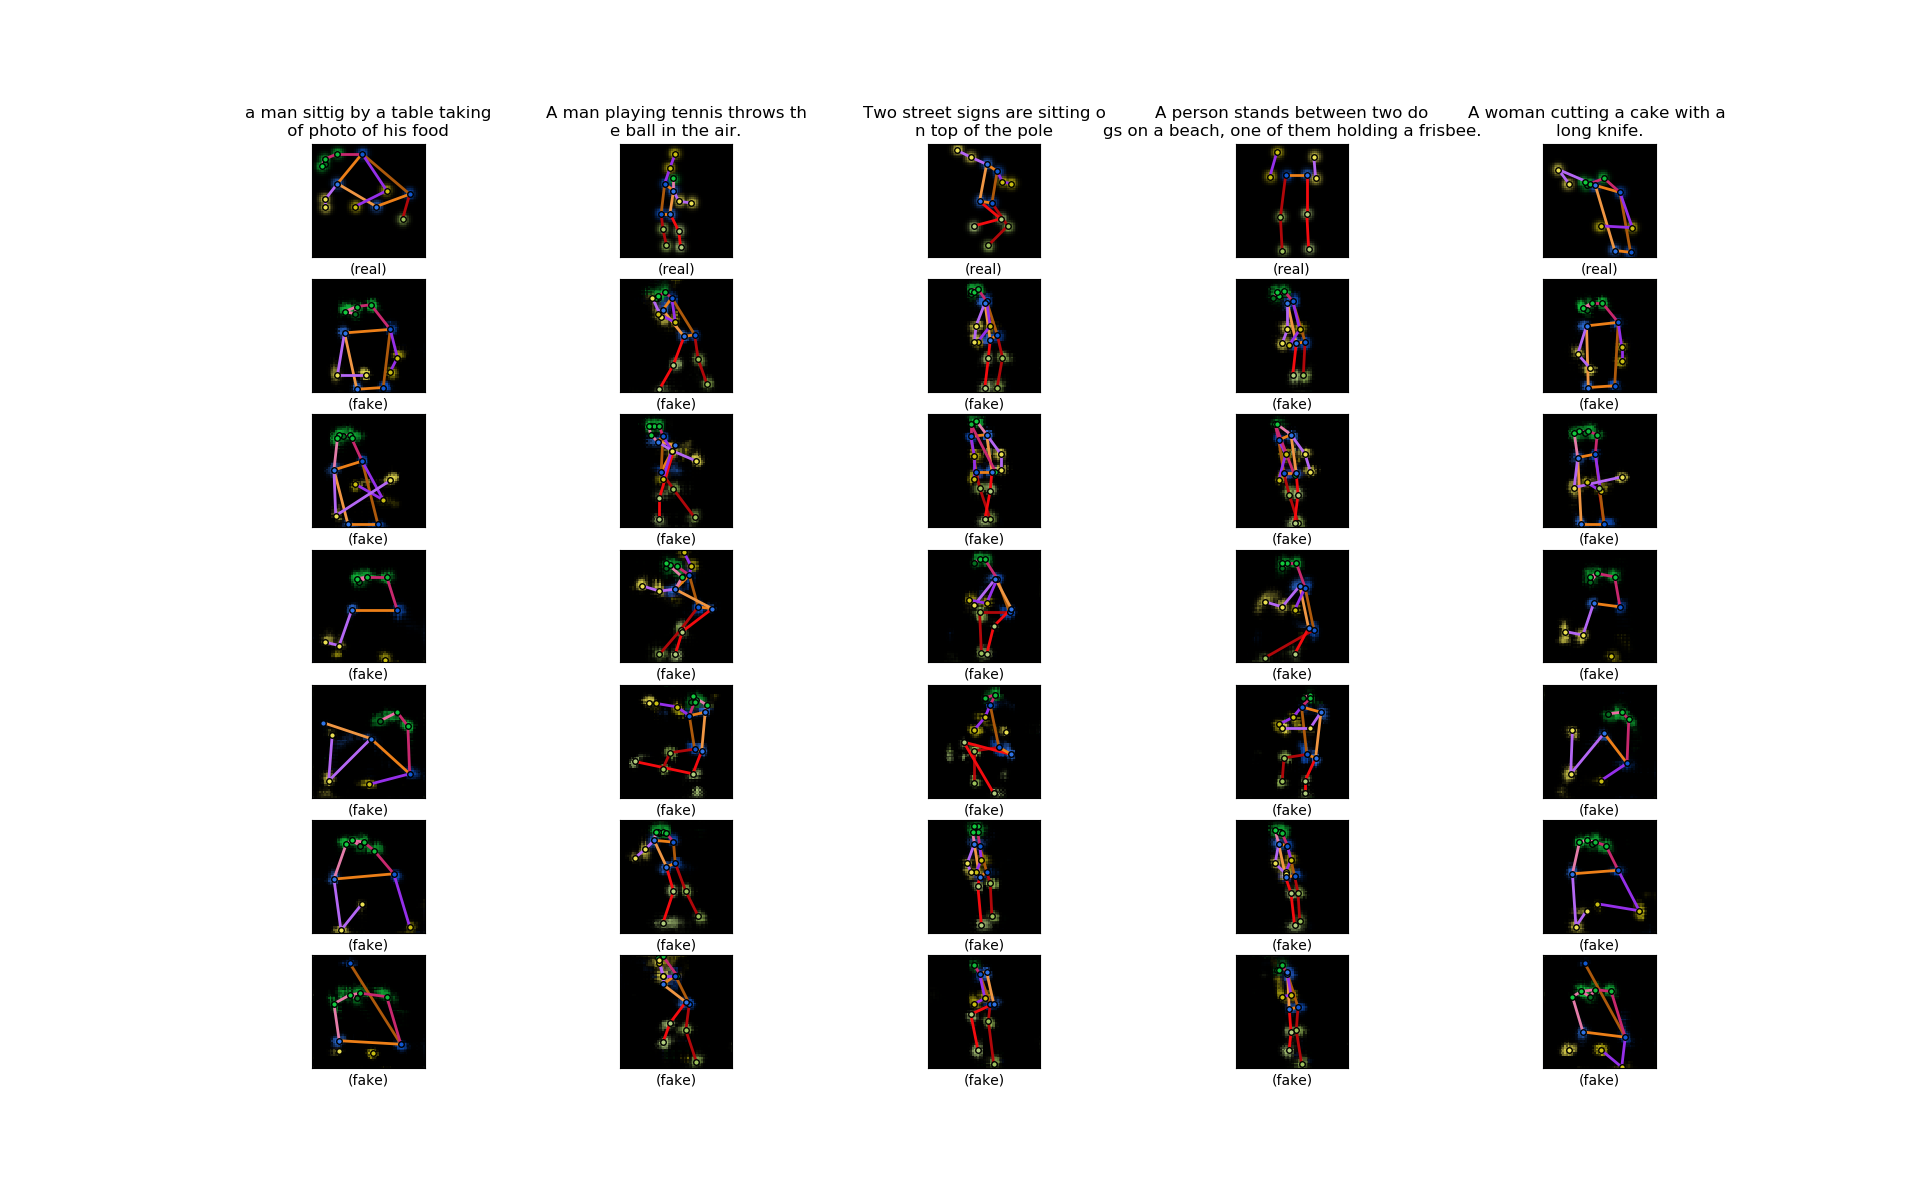 a man sittig by a table taking
of photo of his food
A man playing tennis throws th
e ball in the air.
Two street signs are sitting o
n top of the pole
A person stands between two do
gs on a beach, one of them holding a frisbee.
A woman cutting a cake with a
long knife.
(real) (real) (real) (real) (real)
(fake) (fake) (fake) (fake) (fake)
(fake) (fake) (fake) (fake) (fake)
(fake) (fake) (fake) (fake) (fake)
(fake) (fake) (fake) (fake) (fake)
(fake) (fake) (fake) (fake) (fake)
(fake) (fake) (fake) (fake) (fake)